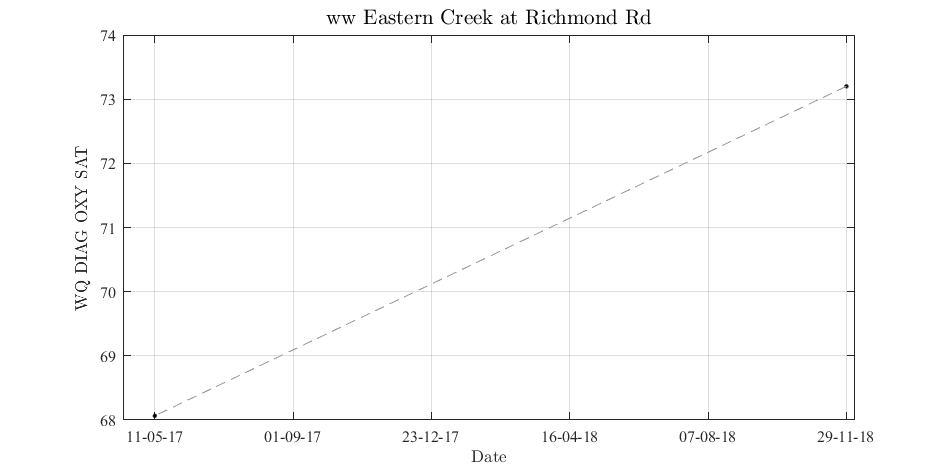 ww Eastern Creek at Richmond Rd
74
73
72
71
70
69
68
WQ DIAG OXY SAT
11-05-17 01-09-17 23-12-17 16-04-18 07-08-18 29-11-18
Date